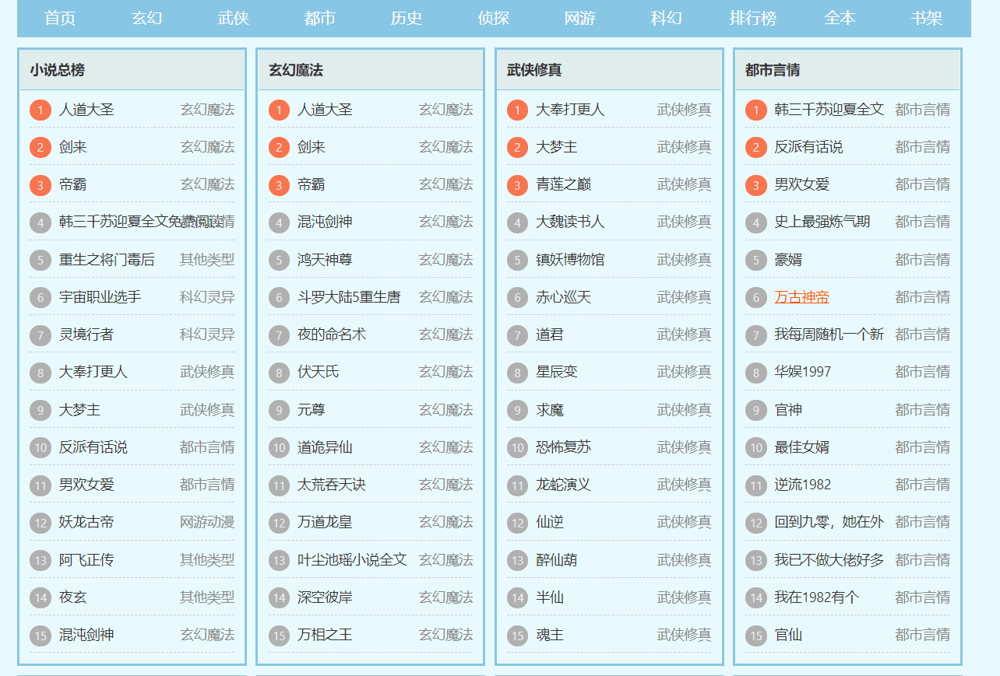 首页 玄幻 武侠 都市 历史 侦探 网游 科幻 排行榜 全本 书架
小说总榜
1 人道大圣 玄幻魔法
2 剑来 玄幻魔法
3 帝霸 玄幻魔法
4 韩三千苏迎夏全文免费阅读 都市言情
5 重生之将门毒后 其他类型
6 宇宙职业选手 科幻灵异
7 灵境行者 科幻灵异
8 大奉打更人 武侠修真
9 大梦主 武侠修真
10 反派有话说 都市言情
11 男欢女爱 都市言情
12 妖龙古帝 网游动漫
13 阿飞正传 其他类型
14 夜玄 其他类型
15 混沌剑神 玄幻魔法
玄幻魔法
1 人道大圣 玄幻魔法
2 剑来 玄幻魔法
3 帝霸 玄幻魔法
4 混沌剑神 玄幻魔法
5 鸿天神尊 玄幻魔法
6 斗罗大陆5重生唐 玄幻魔法
7 夜的命名术 玄幻魔法
8 伏天氏 玄幻魔法
9 元尊 玄幻魔法
10 道诡异仙 玄幻魔法
11 太荒吞天诀 玄幻魔法
12 万道龙皇 玄幻魔法
13 叶尘池瑶小说全文 玄幻魔法
14 深空彼岸 玄幻魔法
15 万相之王 玄幻魔法
武侠修真
1 大奉打更人 武侠修真
2 大梦主 武侠修真
3 青莲之巅 武侠修真
4 大魏读书人 武侠修真
5 镇妖博物馆 武侠修真
6 赤心巡天 武侠修真
7 道君 武侠修真
8 星辰变 武侠修真
9 求魔 武侠修真
10 恐怖复苏 武侠修真
11 龙蛇演义 武侠修真
12 仙逆 武侠修真
13 醉仙葫 武侠修真
14 半仙 武侠修真
15 魂主 武侠修真
都市言情
1 韩三千苏迎夏全文 都市言情
2 反派有话说 都市言情
3 男欢女爱 都市言情
4 史上最强炼气期 都市言情
5 豪婿 都市言情
6 万古神帝 都市言情
7 我每周随机一个新 都市言情
8 华娱1997 都市言情
9 官神 都市言情
10 最佳女婿 都市言情
11 逆流1982 都市言情
12 回到九零，她在外 都市言情
13 我已不做大佬好多 都市言情
14 我在1982有个 都市言情
15 官仙 都市言情